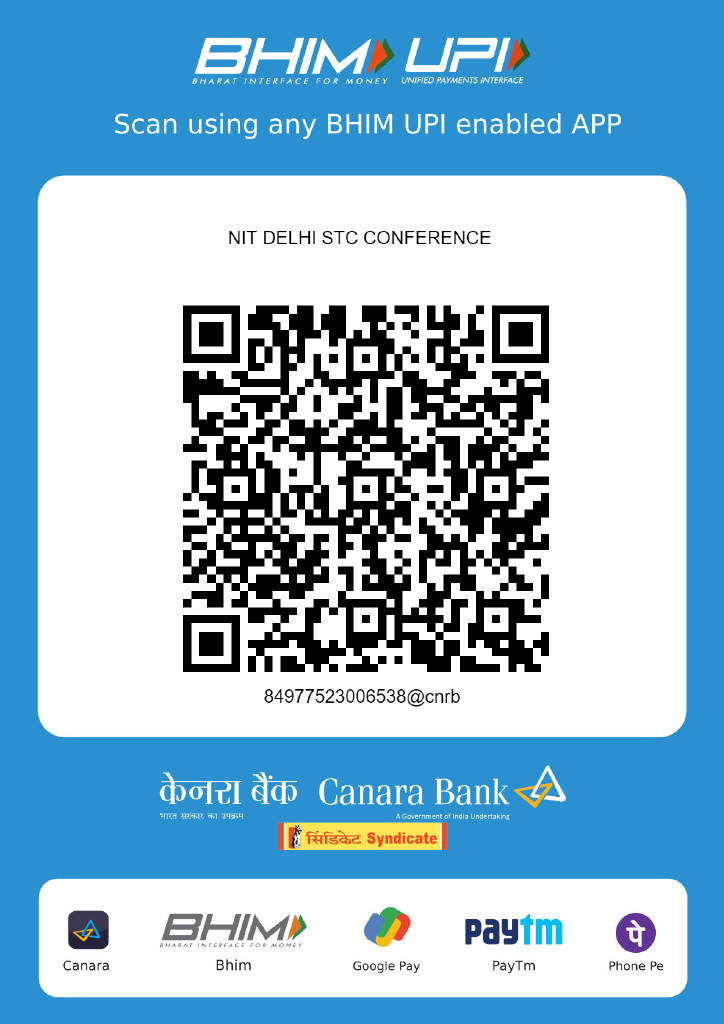 BHIM UPI
BHARAT INTERFACE FOR MONEY UNIFIED PAYMENTS INTERFACE
Scan using any BHIM UPI enabled APP
NIT DELHI STC CONFERENCE
84977523006538@cnrb
केनरा बैंक Canara Bank
भारत सरकार का उपक्रम A Government of India Undertaking
सिंडिकेट Syndicate
BHIM paytm पे
BHARAT INTERFACE FOR MONEY
Canara Bhim Google Pay PayTm Phone Pe